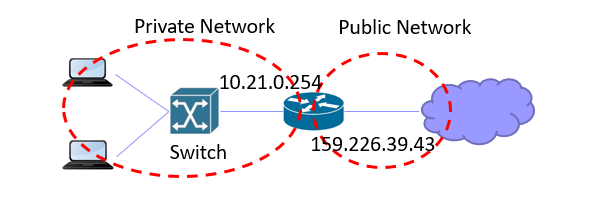 Private Network
Public Network
10.21.0.254
159.226.39.43
Switch